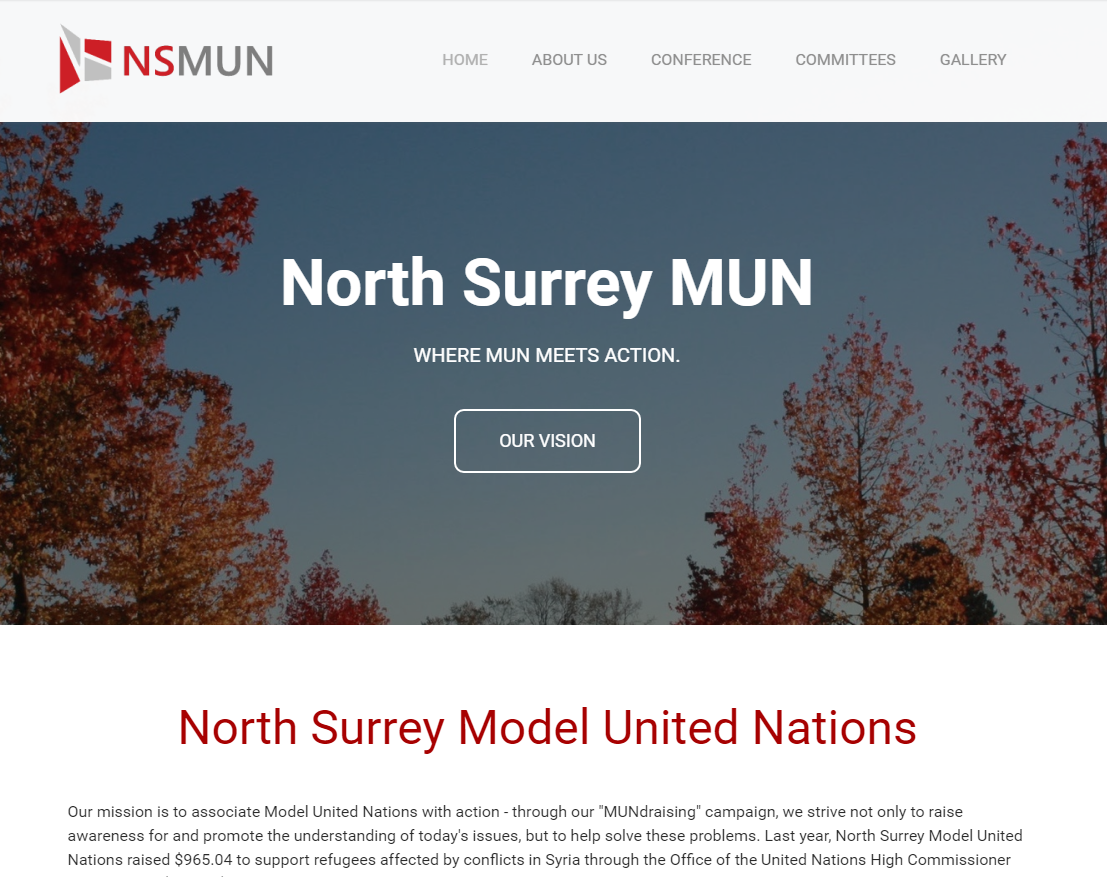 NSMUN
HOME ABOUT US CONFERENCE COMMITTEES GALLERY
North Surrey MUN
WHERE MUN MEETS ACTION.
OUR VISION
North Surrey Model United Nations
Our mission is to associate Model United Nations with action - through our "MUNdraising" campaign, we strive not only to raise
awareness for and promote the understanding of today's issues, but to help solve these problems. Last year, North Surrey Model United
Nations raised $965.04 to support refugees affected by conflicts in Syria through the Office of the United Nations High Commissioner